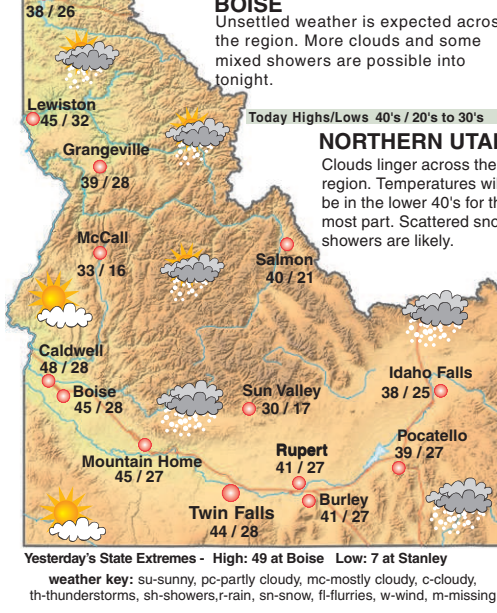 38 / 26
BOISE
Unsettled weather is expected across
the region. More clouds and some
mixed showers are possible into
tonight.
Today Highs/Lows 40's / 20's to 30's
NORTHERN UTAH
Clouds linger across the
region. Temperatures will
be in the lower 40's for the
most part. Scattered snow
showers are likely.
Lewiston
45 / 32
Grangeville
39 / 28
McCall
33 / 16
Salmon
40 / 21
Caldwell
48 / 28
Boise
45 / 28
Sun Valley
30 / 17
Idaho Falls
38 / 25
Mountain Home
45 / 27
Rupert
41 / 27
Pocatello
39 / 27
Twin Falls
44 / 28
Burley
41 / 27
Yesterday's State Extremes - High: 49 at Boise Low: 7 at Stanley
weather key: su-sunny, pc-partly cloudy, mc-mostly cloudy, c-cloudy,
th-thunderstorms, sh-showers,r-rain, sn-snow, fl-flurries, w-wind, m-missing